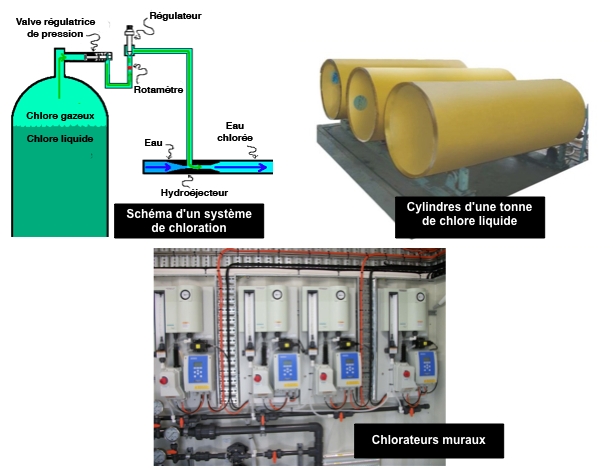 Régulateur
Valve régulatrice
de pression
Rotamètre
Chlore gazeux
Chlore liquide
Eau
Eau
chlorée
Hydroéjecteur
Schéma d'un système
de chloration
Cylindres d'une tonne
de chlore liquide
Chlorateurs muraux